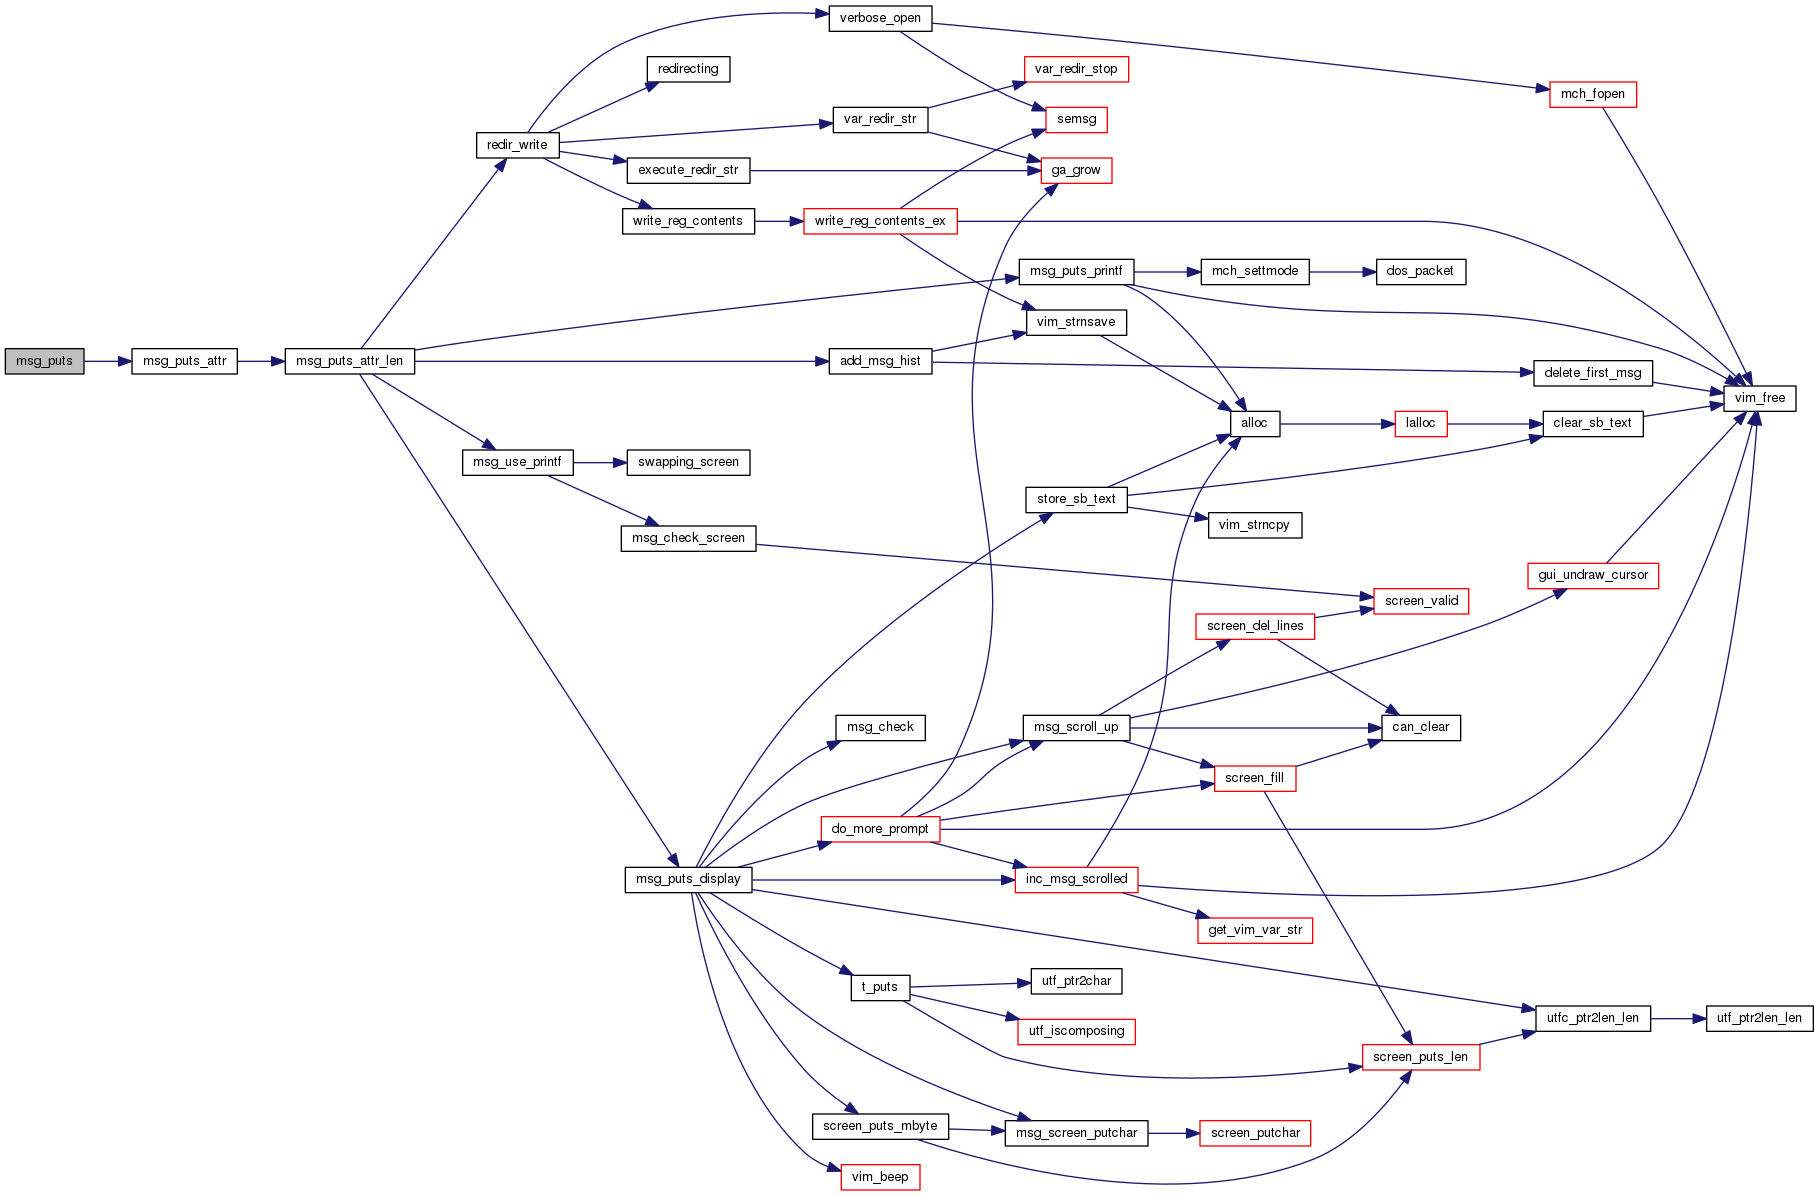 verbose_open
redirecting
var_redir_stop
mch_fopen
var_redir_str
semsg
redir_write
execute_redir_str
ga_grow
write_reg_contents
write_reg_contents_ex
msg_puts_printf
mch_settmode
dos_packet
vim_strnsave
msg_puts
msg_puts_attr
msg_puts_attr_len
add_msg_hist
delete_first_msg
vim_free
alloc
lalloc
clear_sb_text
msg_use_printf
swapping_screen
store_sb_text
vim_strncpy
msg_check_screen
gui_undraw_cursor
screen_valid
screen_del_lines
msg_check
msg_scroll_up
can_clear
screen_fill
do_more_prompt
msg_puts_display
inc_msg_scrolled
get_vim_var_str
t_puts
utf_ptr2char
utf_iscomposing
utfc_ptr2len_len
utf_ptr2len_len
screen_puts_len
screen_puts_mbyte
msg_screen_putchar
screen_putchar
vim_beep